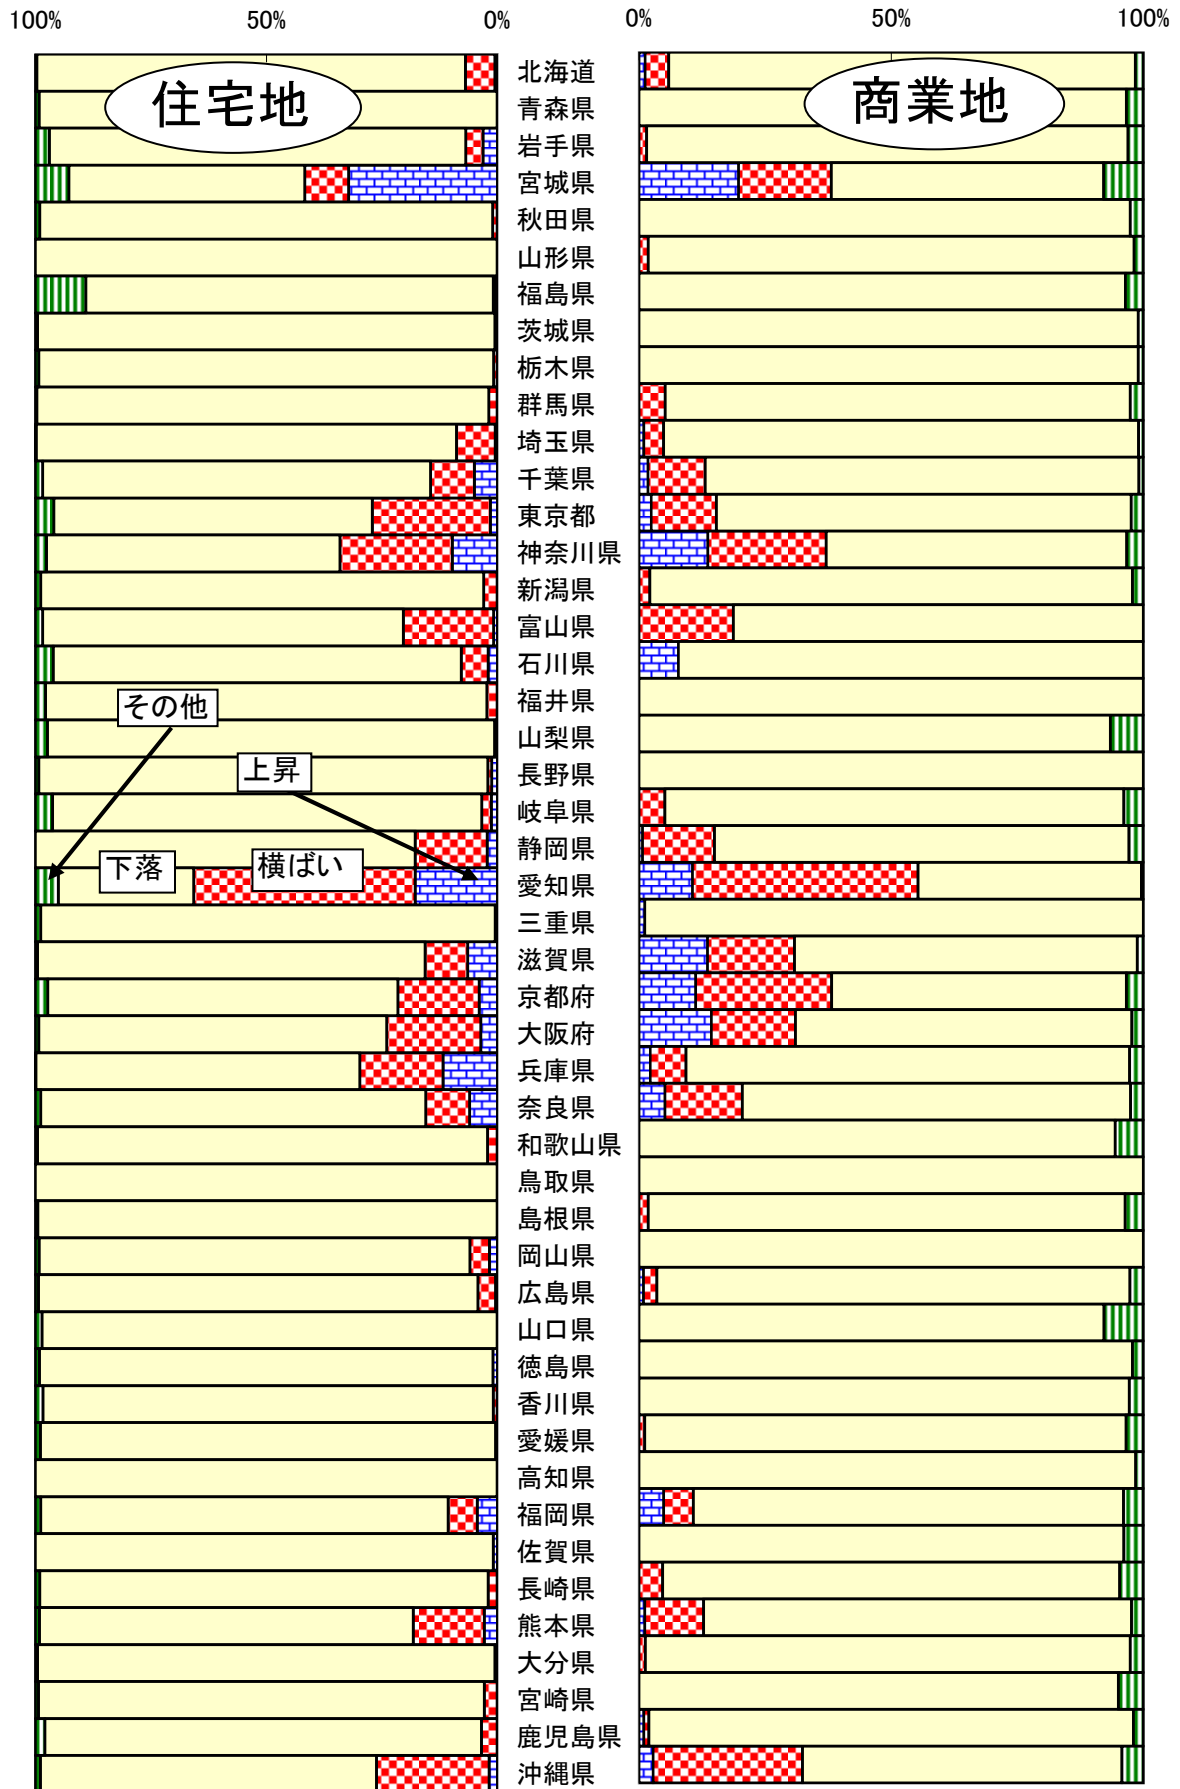 100% 50% 0% 0% 50% 100%
住宅地 商業地
北海道
青森県
岩手県
宮城県
秋田県
山形県
福島県
茨城県
栃木県
群馬県
埼玉県
千葉県
東京都
神奈川県
新潟県
富山県
石川県
福井県
その他
山梨県
上昇
長野県
岐阜県
静岡県
下落 横ばい
愛知県
三重県
滋賀県
京都府
大阪府
兵庫県
奈良県
和歌山県
鳥取県
島根県
岡山県
広島県
山口県
徳島県
香川県
愛媛県
高知県
福岡県
佐賀県
長崎県
熊本県
大分県
宮崎県
鹿児島県
沖縄県